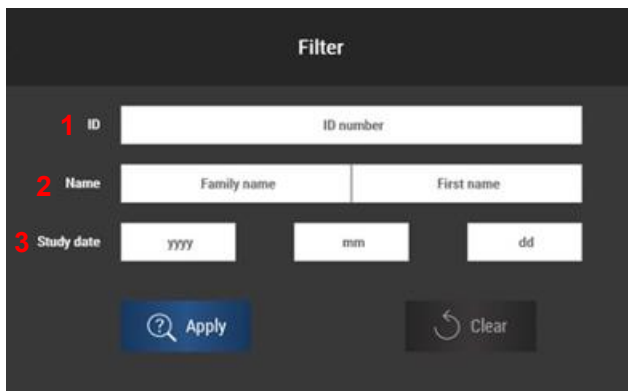 Filter
1 ID ID number
2 Name Family name First name
3 Study date yyyy mm dd
Apply Clear